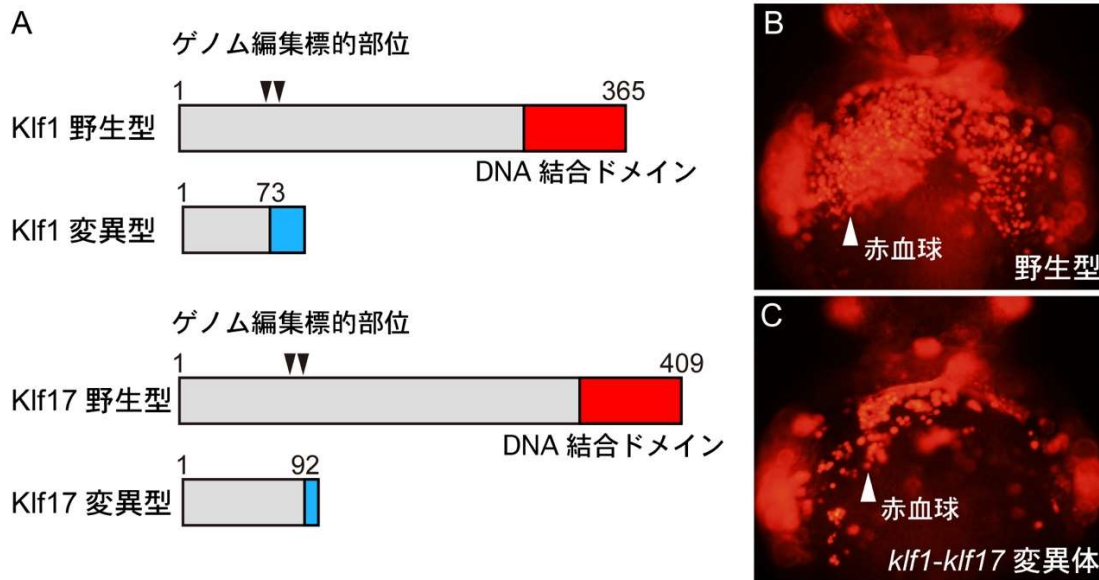 A
ゲノム編集標的部位
1
365
Klf1 野生型
DNA 結合ドメイン
1
73
Klf1 変異型
ゲノム編集標的部位
1
409
Klf17 野生型
DNA 結合ドメイン
1
92
Klf17 変異型
B
赤血球
野生型
C
赤血球
klf1-klf17 変異体